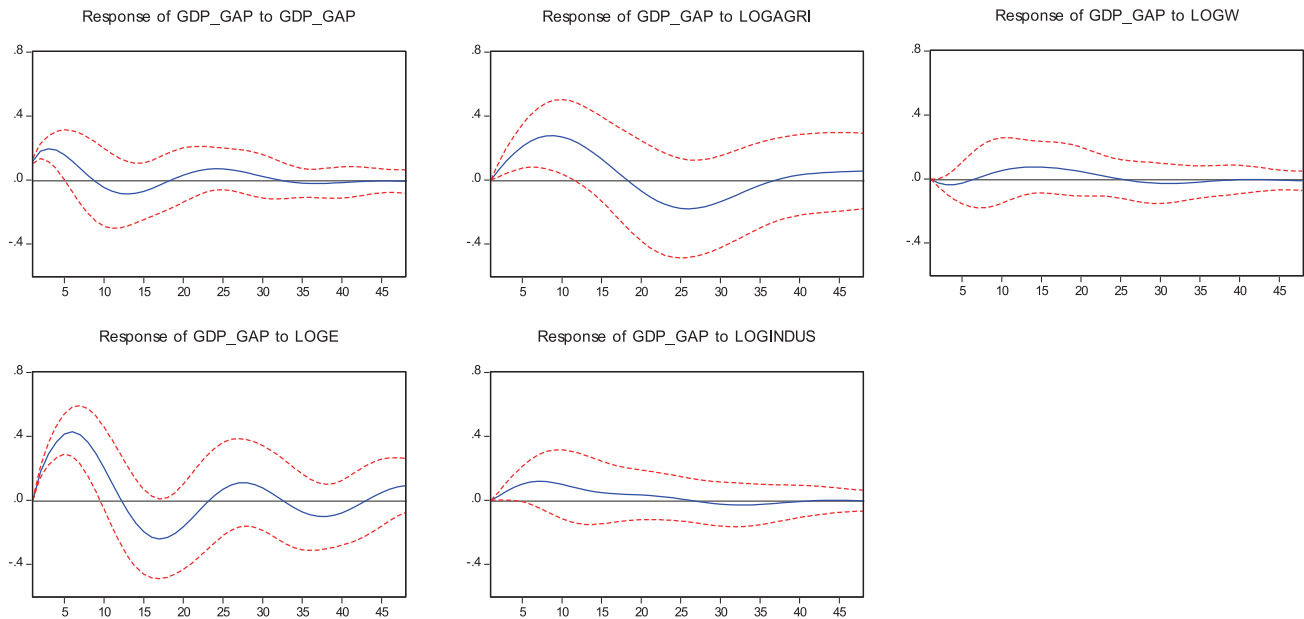 Response of GDP_GAP to GDP_GAP
.8
.4
.0
-.4
5 10 15 20 25 30 35 40 45
Response of GDP_GAP to LOGAGRI
.8
.4
.0
-.4
5 10 15 20 25 30 35 40 45
Response of GDP_GAP to LOGW
.8
.4
.0
-.4
5 10 15 20 25 30 35 40 45
Response of GDP_GAP to LOGE
.8
.4
.0
-.4
5 10 15 20 25 30 35 40 45
Response of GDP_GAP to LOGINDUS
.8
.4
.0
-.4
5 10 15 20 25 30 35 40 45